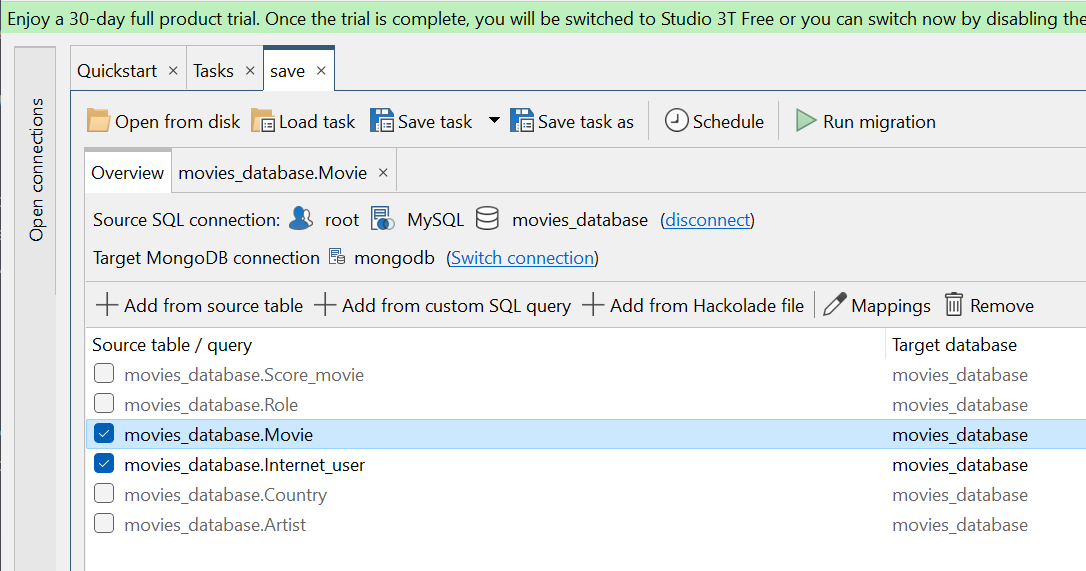 Enjoy a 30-day full product trial. Once the trial is complete, you will be switched to Studio 3T Free or you can switch now by disabling the
Open connections
Quickstart × Tasks × save ×
Open from disk Load task Save task Save task as Schedule Run migration
Overview movies_database.Movie ×
Source SQL connection: root MySQL movies_database (disconnect)
Target MongoDB connection mongodb (Switch connection)
Add from source table Add from custom SQL query Add from Hackolade file Mappings Remove
Source table / query Target database
movies_database.Score_movie movies_database
movies_database.Role movies_database
movies_database.Movie movies_database
movies_database.Internet_user movies_database
movies_database.Country movies_database
movies_database.Artist movies_database